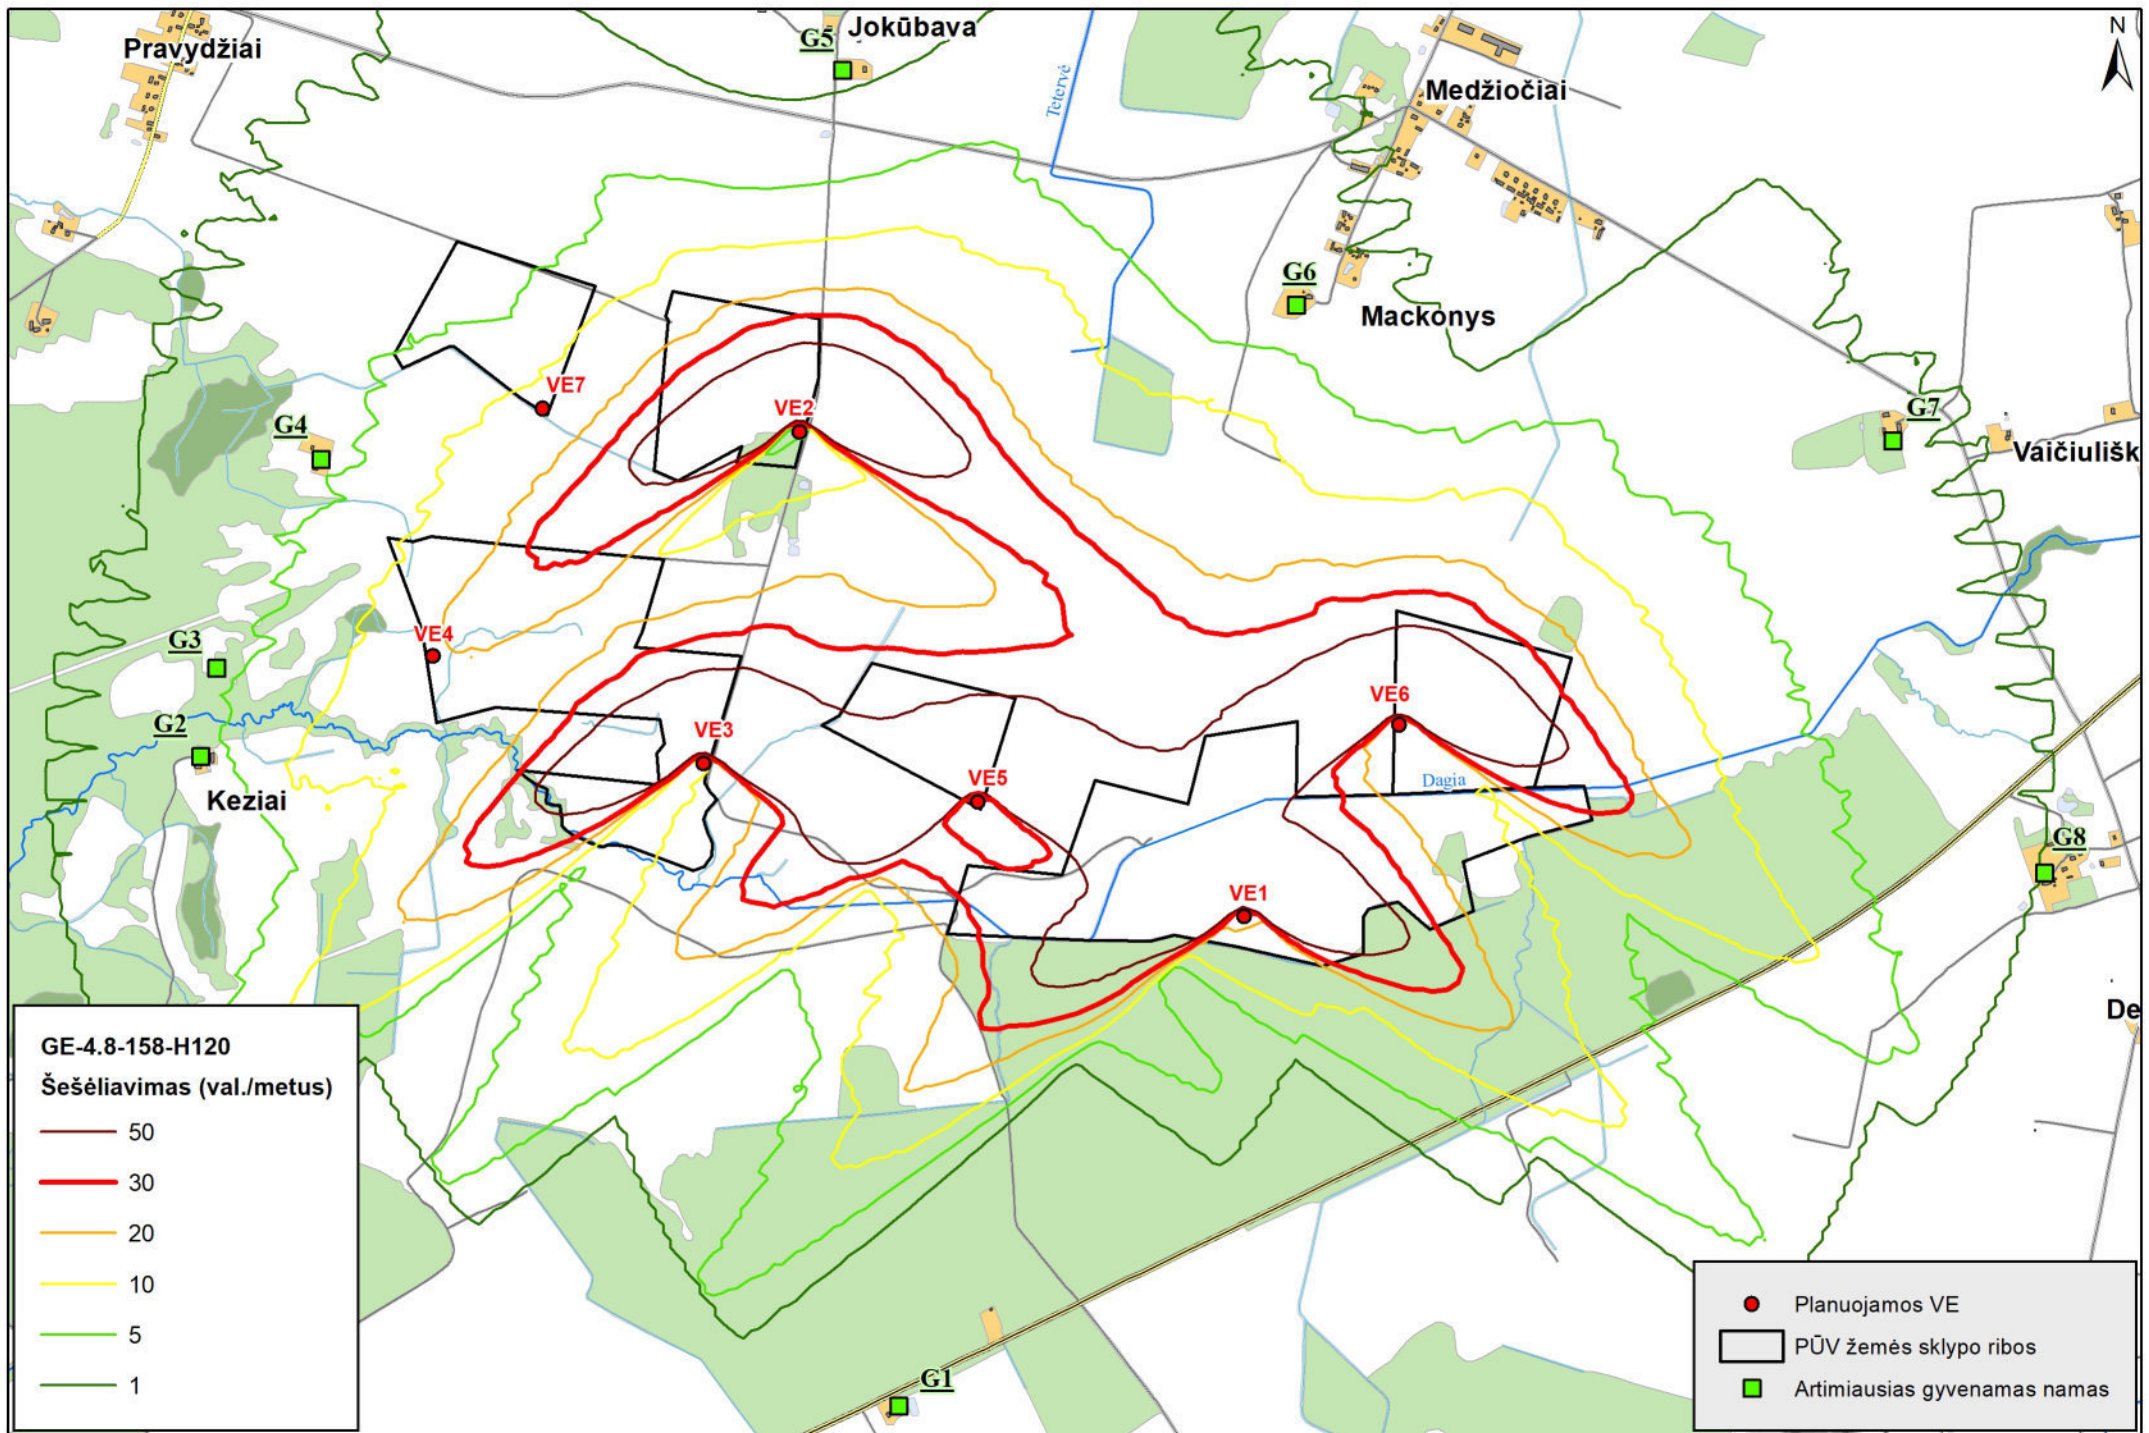 Pravydžiai
G5
Jokūbava
N
Tetervė
Medžiočiai
G6
Mackonys
VE7
VE2
G4
G7
Vaičiulišk
G3
VE4
G2
VE3
VE6
Keziai
VE5
Dagia
G8
VE1
De
GE-4.8-158-H120
Šešėliavimas (val./metus)
50
30
20
10
5
1
Planuojamos VE
PŪV žemės sklypo ribos
Artimiausias gyvenamas namas
G1